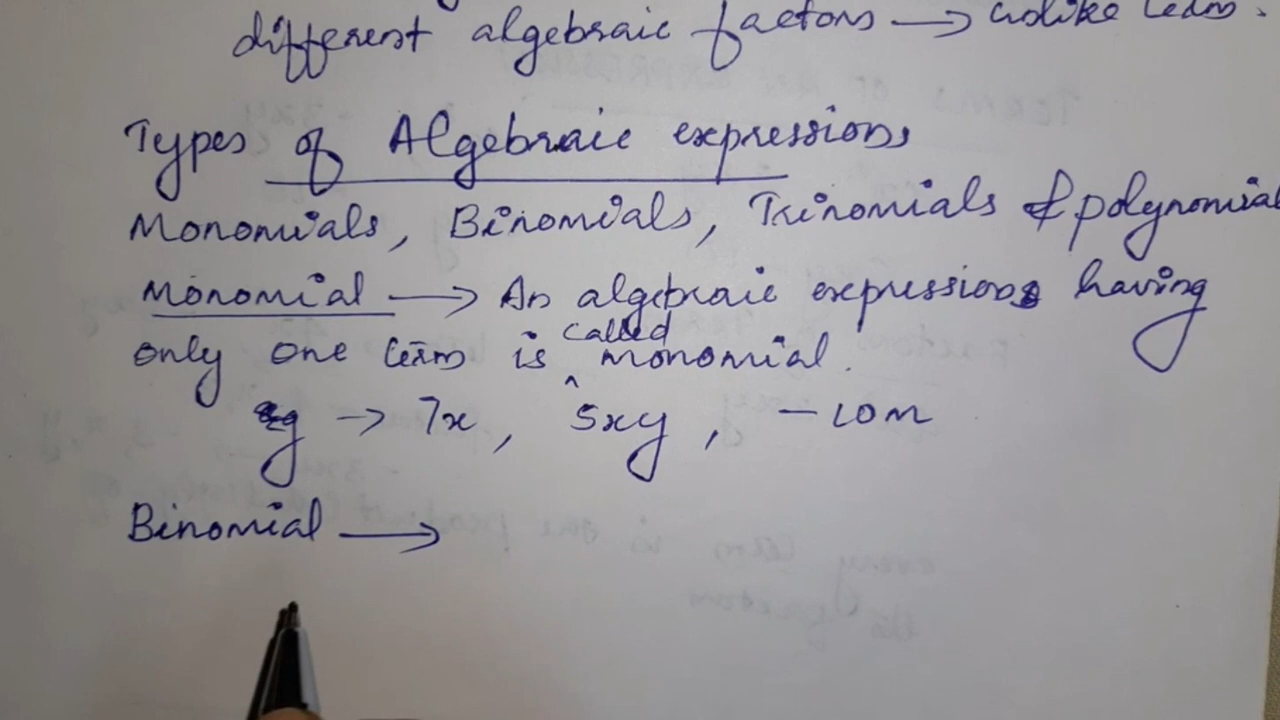 different algebraic factors → unlike terms.
Types of Algebraic expressions
Monomials, Binomials, Trinomials & polynomial
Monomial → An algebraic expressions having
only one term is called monomial.
eg → 7x, 5xy, -10m
Binomial →